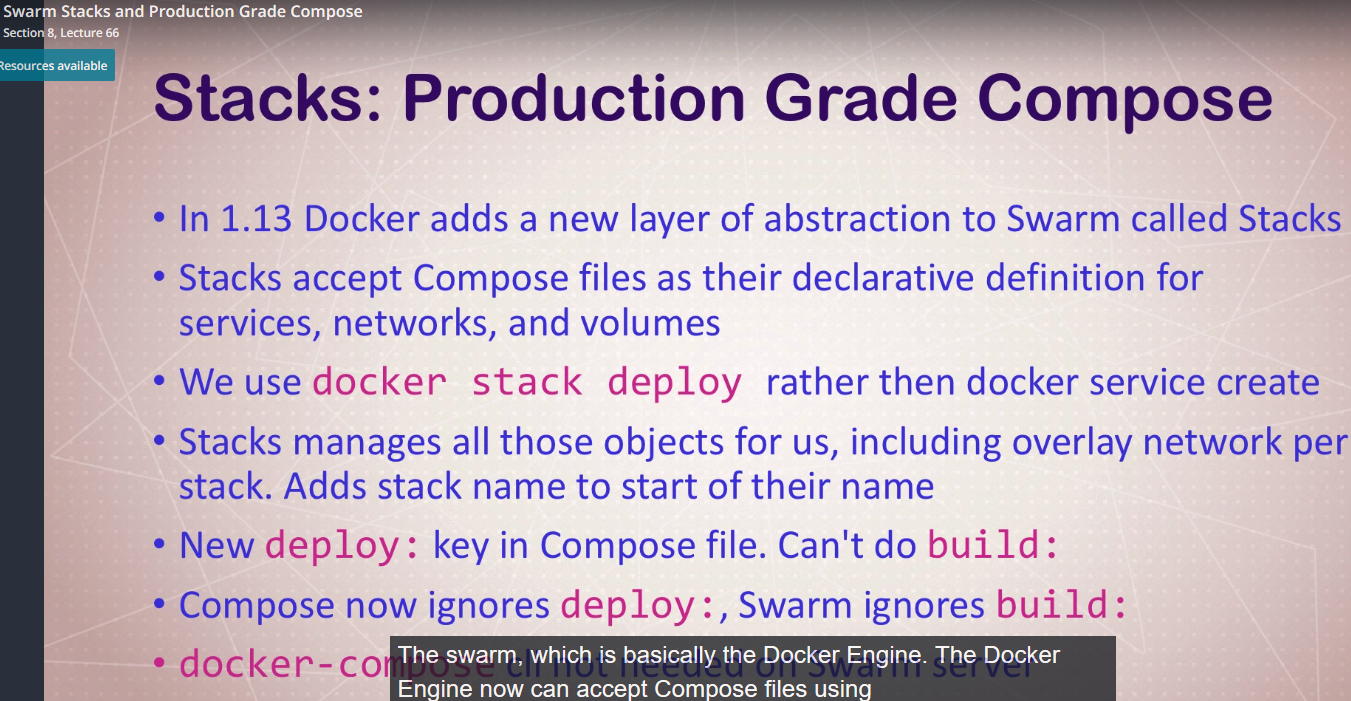 Swarm Stacks and Production Grade Compose
Section 8, Lecture 66
Resources available
Stacks: Production Grade Compose
• In 1.13 Docker adds a new layer of abstraction to Swarm called Stacks
• Stacks accept Compose files as their declarative definition for
services, networks, and volumes
• We use docker stack deploy rather then docker service create
• Stacks manages all those objects for us, including overlay network per
stack. Adds stack name to start of their name
• New deploy: key in Compose file. Can't do build:
• Compose now ignores deploy:, Swarm ignores build:
• docker-compose cli not needed on Swarm server
The swarm, which is basically the Docker Engine. The Docker
Engine now can accept Compose files using